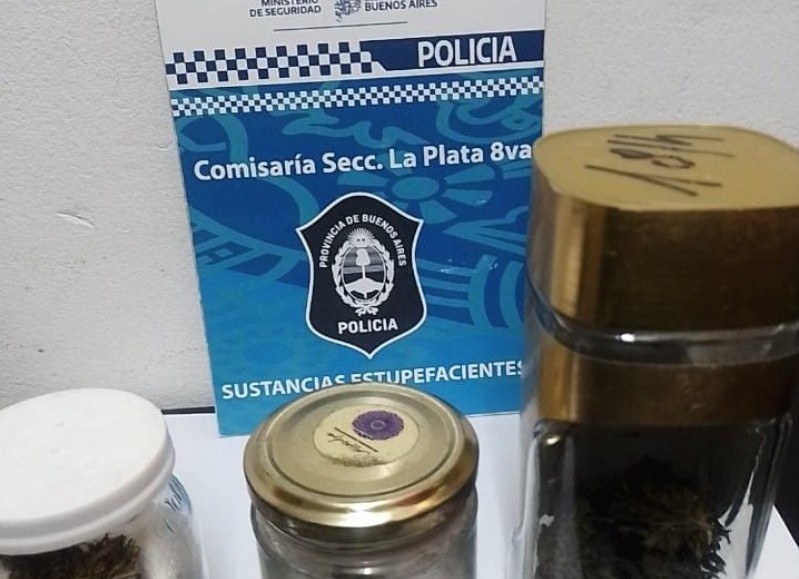 MINISTERIO
DE SEGURIDAD
BUENOS AIRES
POLICIA
Comisaría Secc. La Plata 8va
PROVINCIA DE BUENOS AIRES
POLICIA
SUSTANCIAS ESTUPEFACIENTES